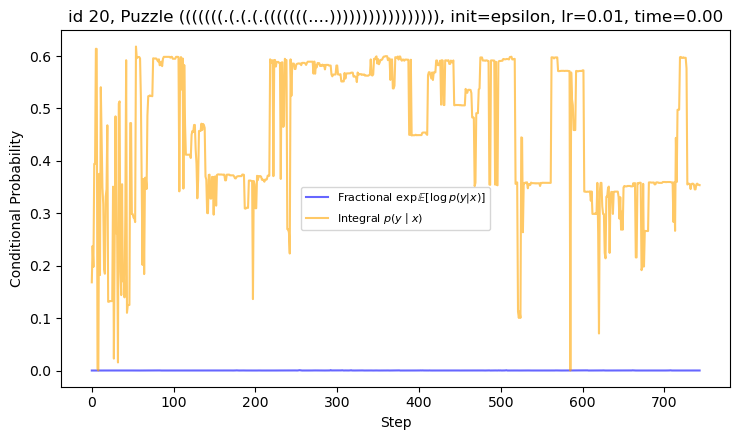 id 20, Puzzle (((((((.(.(.(.(((((((....))))))))))))))))), init=epsilon, lr=0.01, time=0.00
0.6
0.5
0.4
0.3
0.2
0.1
0.0
Conditional Probability
Fractional exp𝔼[log p(y|x)]
Integral p(y | x)
0 100 200 300 400 500 600 700
Step